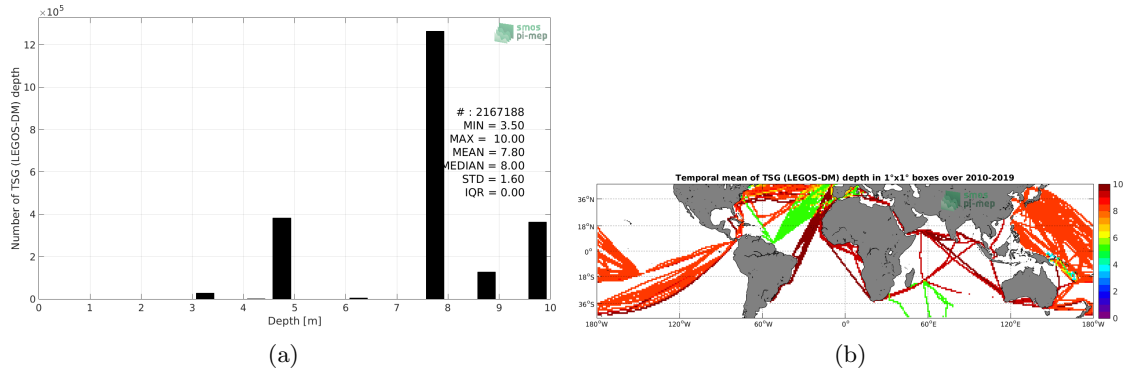 ×10⁵
smos
pi-mep
12
10
8
6
4
2
0
Number of TSG (LEGOS-DM) depth
# : 2167188
MIN = 3.50
MAX = 10.00
MEAN = 7.80
MEDIAN = 8.00
STD = 1.60
IQR = 0.00
0 1 2 3 4 5 6 7 8 9 10
Depth [m]
(a)
Temporal mean of TSG (LEGOS-DM) depth in 1°x1° boxes over 2010-2019
smos
pi-mep
36°N
18°N
0°
18°S
36°S
180°W 120°W 60°W 0° 60°E 120°E 180°W
10
8
6
4
2
0
(b)